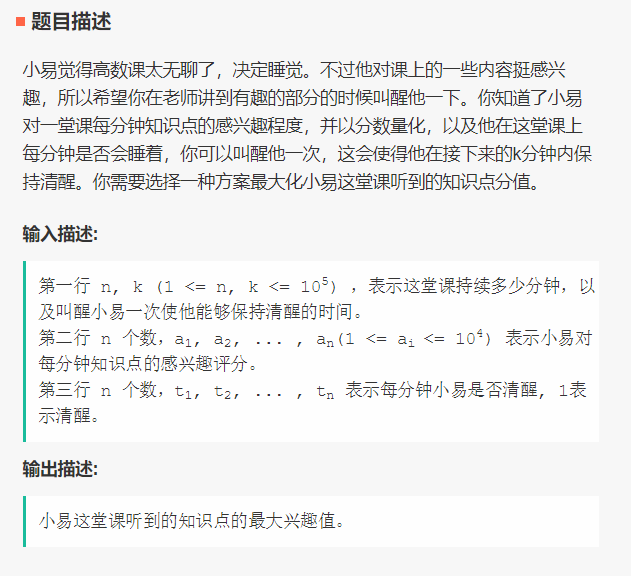 题目描述
小易觉得高数课太无聊了，决定睡觉。不过他对课上的一些内容挺感兴
趣，所以希望你在老师讲到有趣的部分的时候叫醒他一下。你知道了小易
对一堂课每分钟知识点的感兴趣程度，并以分数量化，以及他在这堂课上
每分钟是否会睡着，你可以叫醒他一次，这会使得他在接下来的k分钟内保
持清醒。你需要选择一种方案最大化小易这堂课听到的知识点分值。
输入描述:
第一行 n, k (1 <= n, k <= 10⁵) ，表示这堂课持续多少分钟，以
及叫醒小易一次使他能够保持清醒的时间。
第二行 n 个数，a₁, a₂, ... , aₙ(1 <= aᵢ <= 10⁴) 表示小易对
每分钟知识点的感兴趣评分。
第三行 n 个数，t₁, t₂, ... , tₙ 表示每分钟小易是否清醒, 1表
示清醒。
输出描述:
小易这堂课听到的知识点的最大兴趣值。